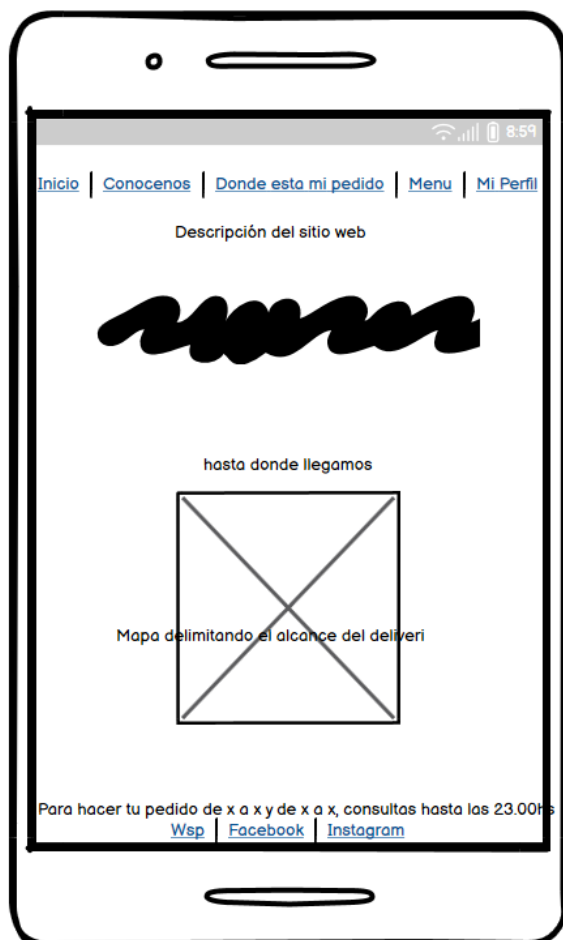 8:59
Inicio Conocenos Donde esta mi pedido Menu Mi Perfil
Descripción del sitio web
hasta donde llegamos
Mapa delimitando el alcance del deliveri
Para hacer tu pedido de x a x y de x a x, consultas hasta las 23.00hs
Wsp Facebook Instagram